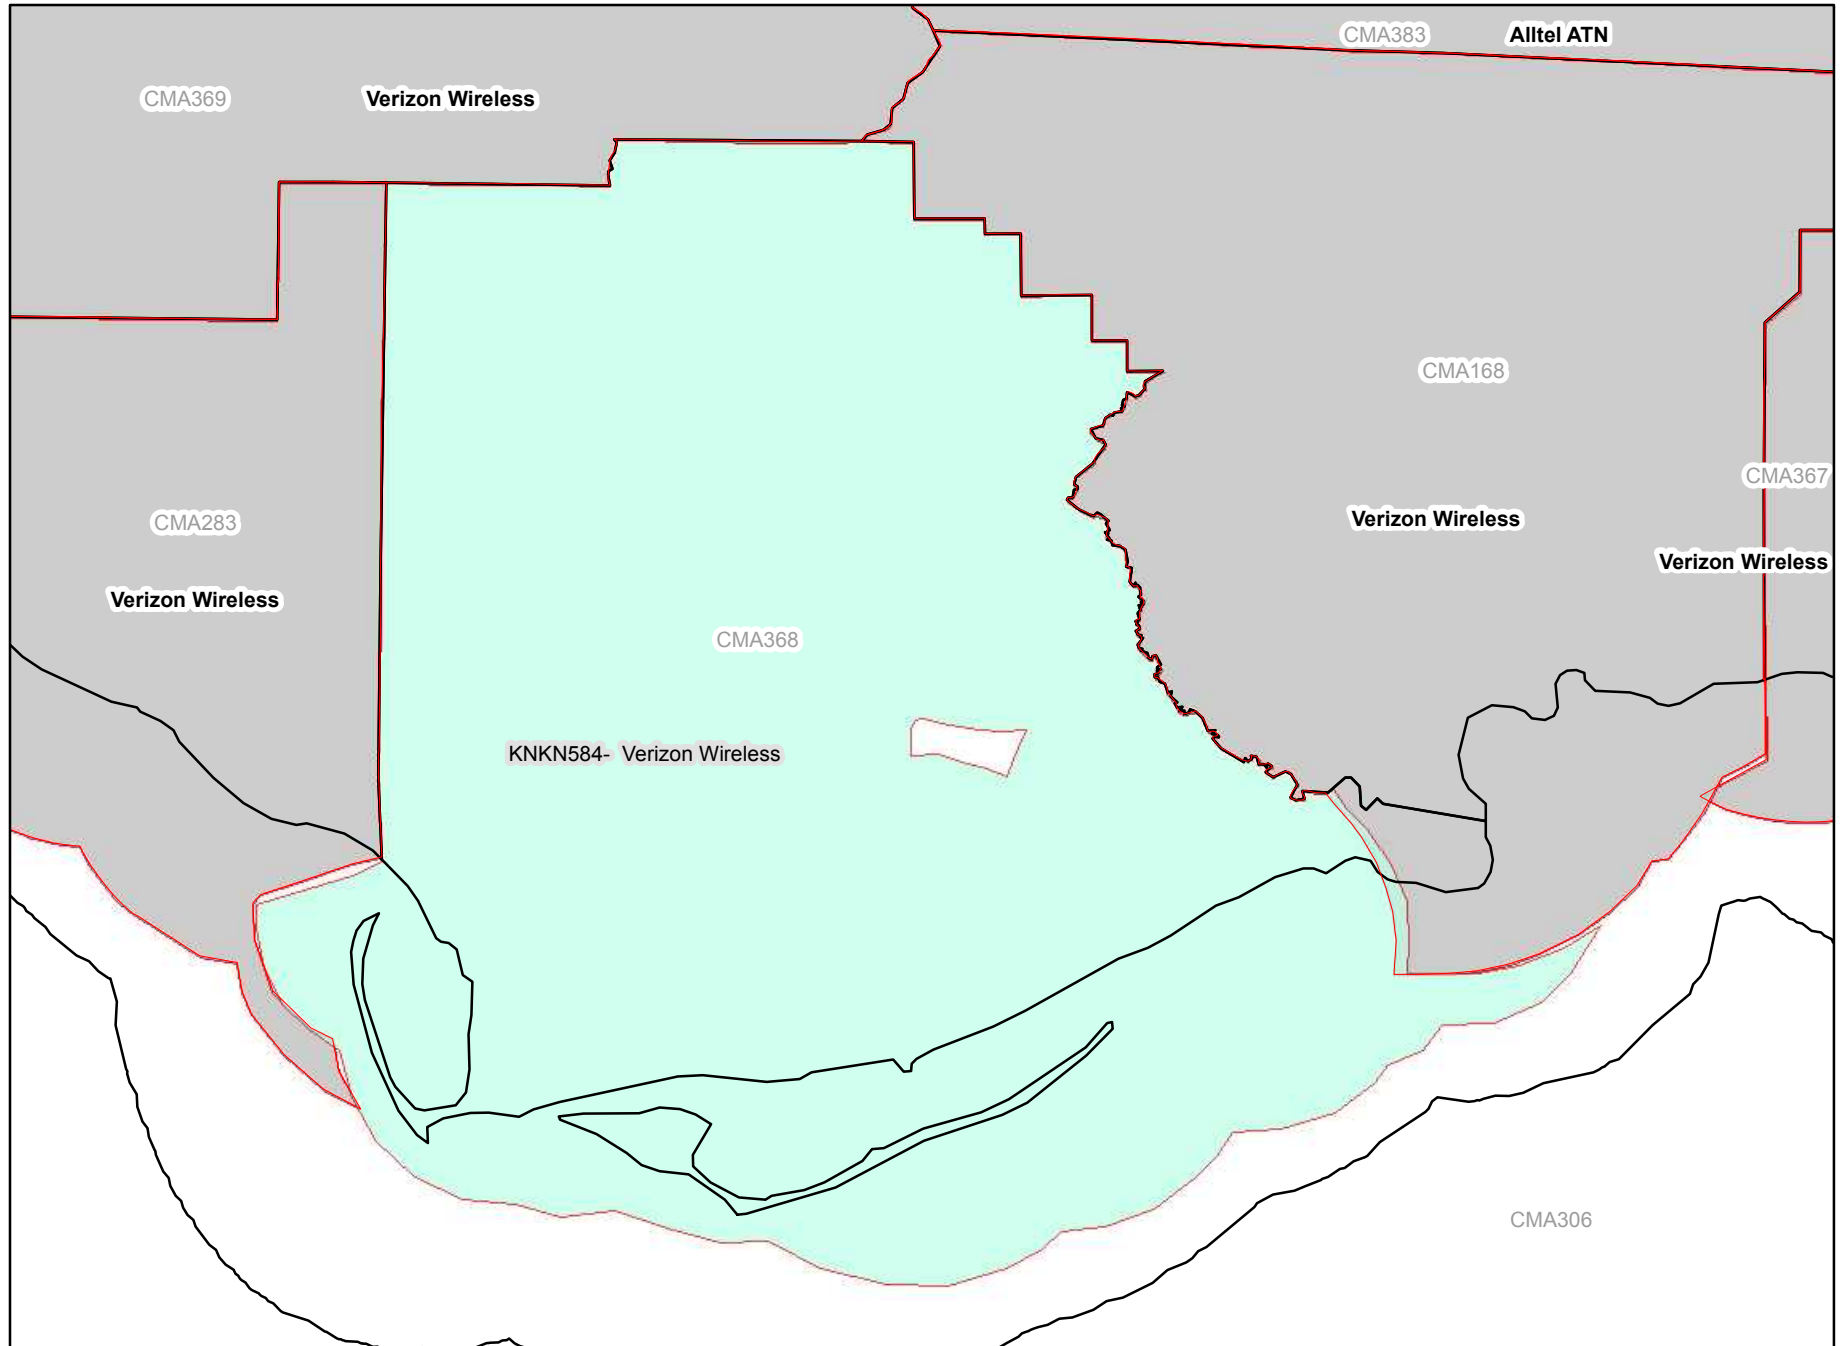 CMA383 Alltel ATN
CMA369 Verizon Wireless
CMA168
CMA367
CMA283
Verizon Wireless
Verizon Wireless
Verizon Wireless
CMA368
KNKN584- Verizon Wireless
CMA306